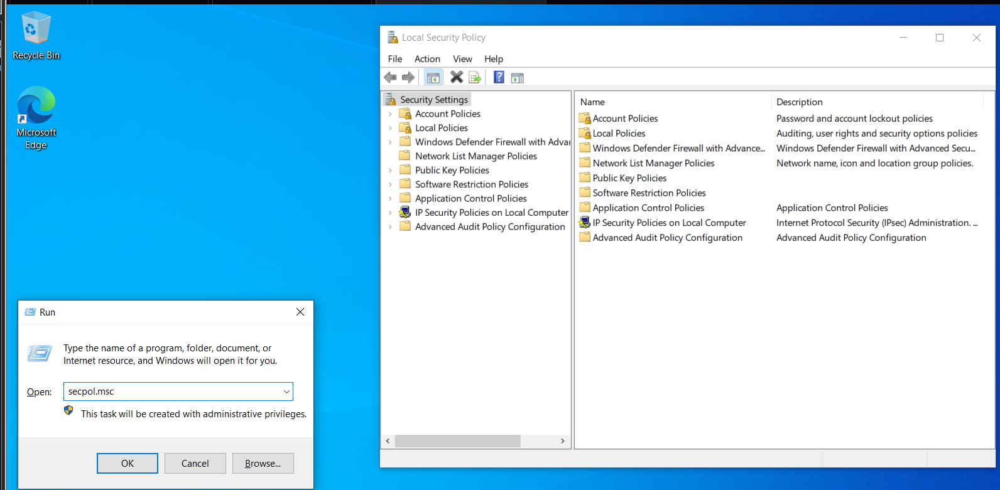 Recycle Bin
Microsoft
Edge
Local Security Policy
File Action View Help
Security Settings
Account Policies
Local Policies
Windows Defender Firewall with Adva
Network List Manager Policies
Public Key Policies
Software Restriction Policies
Application Control Policies
IP Security Policies on Local Computer
Advanced Audit Policy Configuration
Name Description
Account Policies Password and account lockout policies
Local Policies Auditing, user rights and security options policies
Windows Defender Firewall with Advance... Windows Defender Firewall with Advanced Secu...
Network List Manager Policies Network name, icon and location group policies.
Public Key Policies
Software Restriction Policies
Application Control Policies Application Control Policies
IP Security Policies on Local Computer Internet Protocol Security (IPsec) Administration. ...
Advanced Audit Policy Configuration Advanced Audit Policy Configuration
Run
Type the name of a program, folder, document, or
Internet resource, and Windows will open it for you.
Open: secpol.msc
This task will be created with administrative privileges.
OK Cancel Browse...